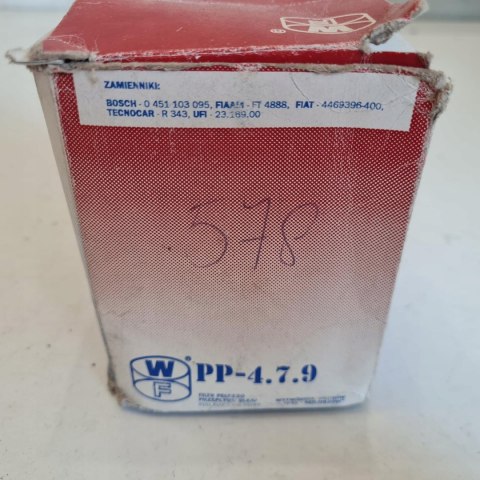 ZAMIENNIKI:
BOSCH - 0 451 103 095, FIAAM - FT 4888, FIAT - 4469396-400,
TECNOCAR - R 343, UFI - 23.169.00
578
WF® PP-4.7.9